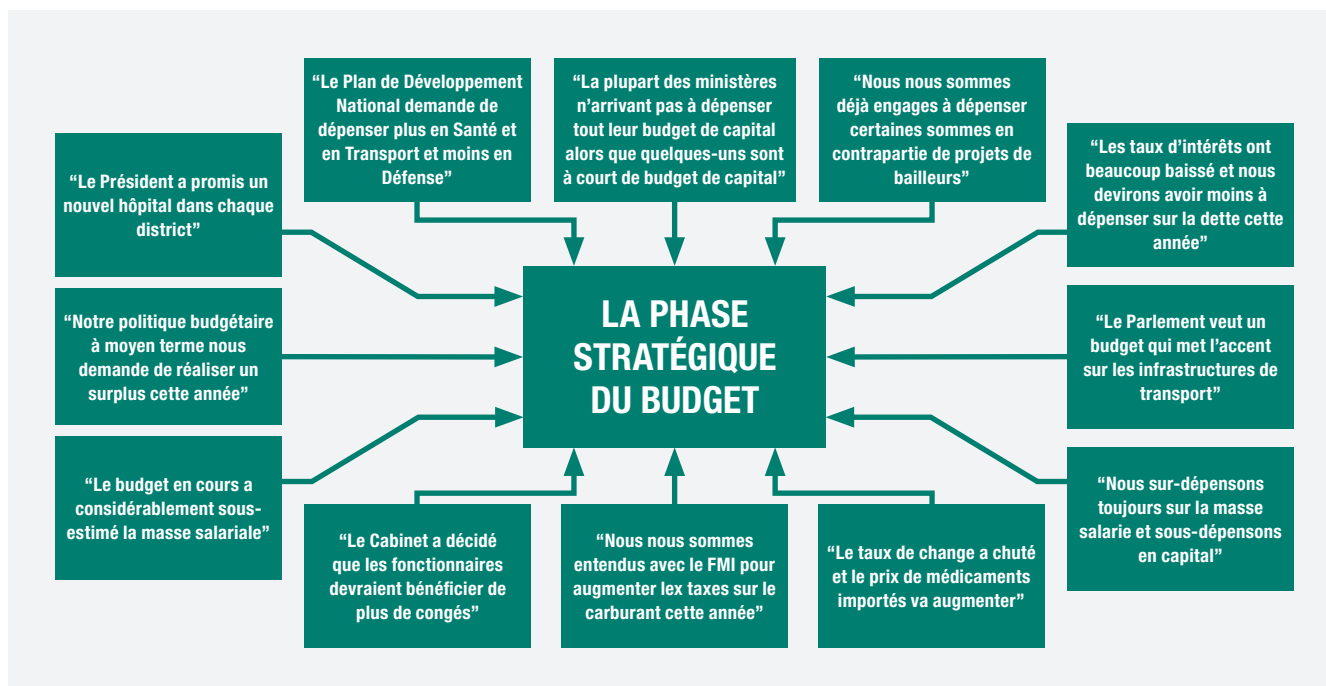 “Le Plan de Développement
National demande de
dépenser plus en Santé et
en Transport et moins en
Défense”
“La plupart des ministères
n’arrivant pas à dépenser
tout leur budget de capital
alors que quelques-uns sont
à court de budget de capital”
“Nous nous sommes
déjà engages à dépenser
certaines sommes en
contrapartie de projets de
bailleurs”
“Le Président a promis un
nouvel hôpital dans chaque
district”
“Les taux d’intérêts ont
beaucoup baissé et nous
devirons avoir moins à
dépenser sur la dette cette
année”
“Notre politique budgétaire
à moyen terme nous
demande de réaliser un
surplus cette année”
LA PHASE
STRATÉGIQUE
DU BUDGET
“Le Parlement veut un
budget qui met l’accent
sur les infrastructures de
transport”
“Le budget en cours a
considérablement sous-
estimé la masse salariale”
“Nous sur-dépensons
toujours sur la masse
salarie et sous-dépensons
en capital”
“Le Cabinet a décidé
que les fonctionnaires
devraient bénéficier de
plus de congés”
“Nous nous sommes
entendus avec le FMI pour
augmenter lex taxes sur le
carburant cette année”
“Le taux de change a chuté
et le prix de médicaments
importés va augmenter”